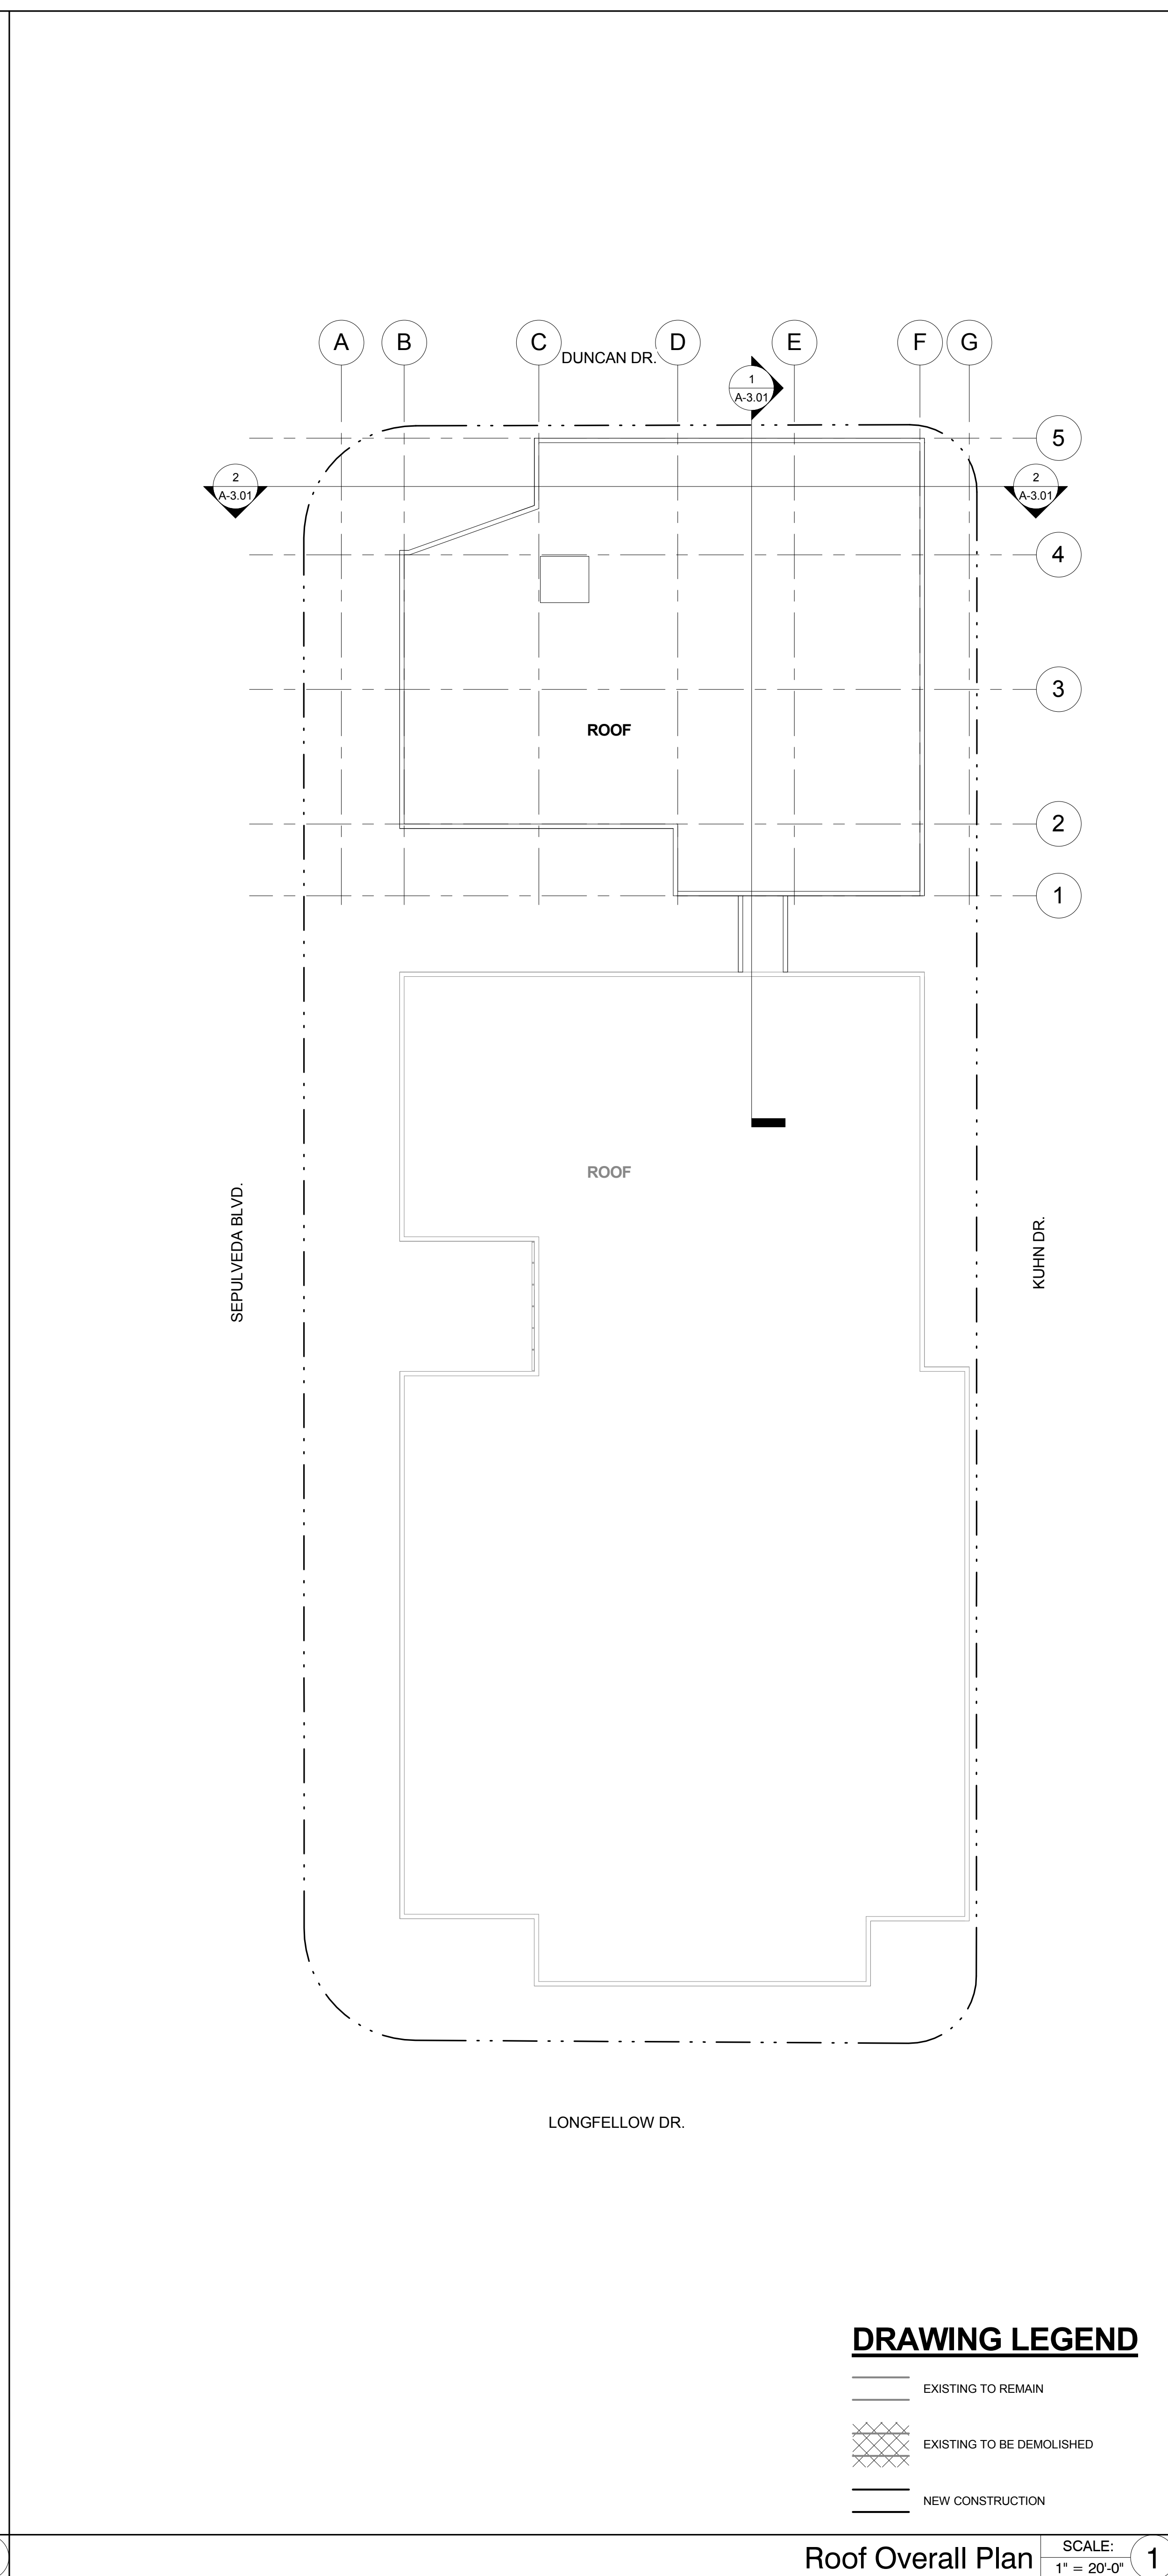 A B C D E F G
DUNCAN DR.
1
A-3.01
5
2
A-3.01
2
A-3.01
4
3
ROOF
2
1
ROOF
SEPULVEDA BLVD.
KUHN DR.
LONGFELLOW DR.
DRAWING LEGEND
EXISTING TO REMAIN
EXISTING TO BE DEMOLISHED
NEW CONSTRUCTION
Roof Overall Plan
SCALE:
1" = 20'-0"
1